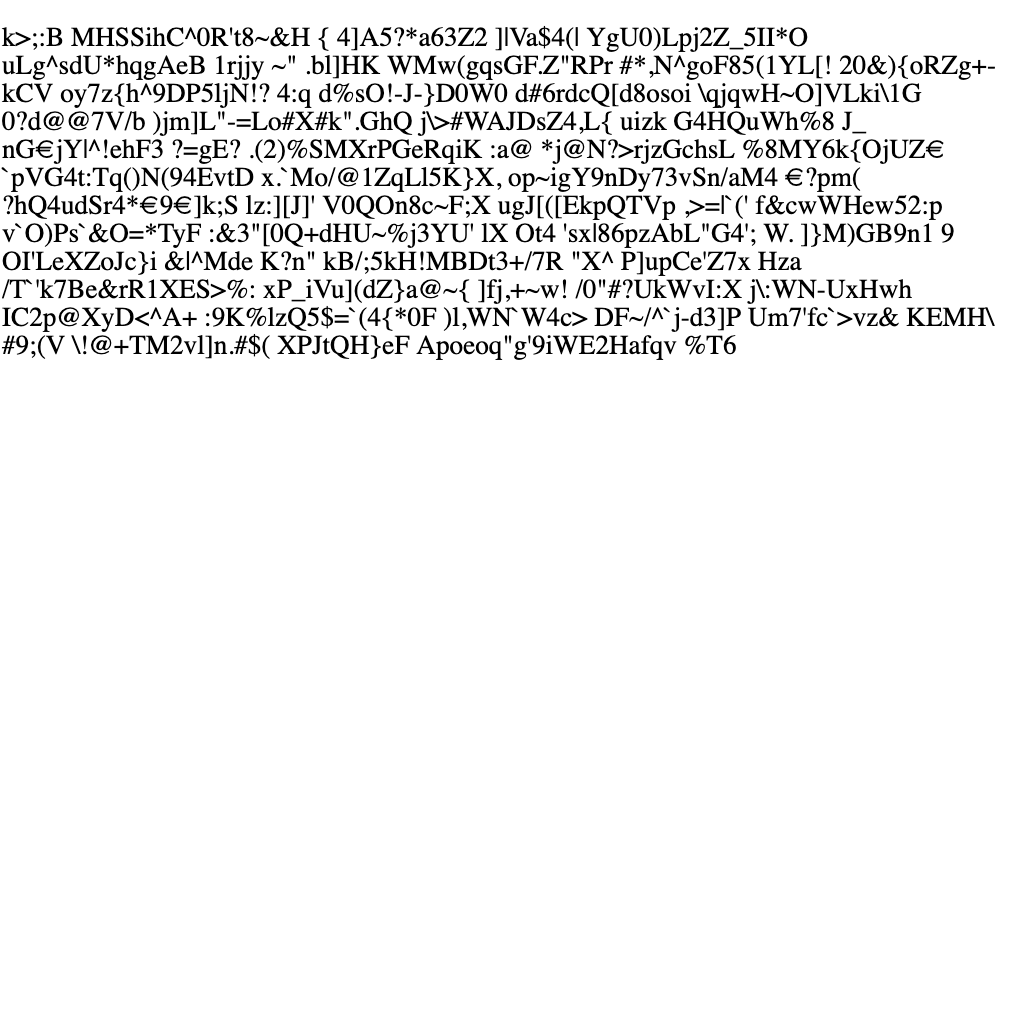 k>;:B MHSSihC^0R't8~&H { 4]A5?*a63Z2 ]|Va$4(| YgU0)Lpj2Z_5II*O
uLg^sdU*hqgAeB 1rjjy ~" .bl]HK WMw(gqsGF.Z"RPr #*,N^goF85(1YL[! 20&){oRZg+-
kCV oy7z{h^9DP5ljN!? 4:q d%sO!-J-}D0W0 d#6rdcQ[d8osoi \qjqwH~O]VLki\1G
0?d@@7V/b )jm]L"-=Lo#X#k".GhQ j\>#WAJDsZ4,L{ uizk G4HQuWh%8 J_
nG€jY|^!ehF3 ?=gE? .(2)%SMXrPGeRqiK :a@ *j@N?>rjzGchsL %8MY6k{OjUZ€
`pVG4t:Tq()N(94EvtD x.`Mo/@1ZqLl5K}X, op~igY9nDy73vSn/aM4 €?pm(
?hQ4udSr4*€9€]k;S lz:][J]' V0QOn8c~F;X ugJ[([EkpQTVp ,>=|`(' f&cwWHew52:p
v`O)Ps`&O=*TyF :&3"[0Q+dHU~%j3YU' lX Ot4 'sx|86pzAbL"G4'; W. ]}M)GB9n1 9
OI'LeXZoJc}i &|^Mde K?n" kB/;5kH!MBDt3+/7R "X^ P]upCe'Z7x Hza
/T`'k7Be&rR1XES>%: xP_iVu](dZ}a@~{ ]fj,+~w! /0"#?UkWvI:X j\:WN-UxHwh
IC2p@XyD<^A+ :9K%lzQ5$=`(4{*0F )l,WN`W4c> DF~/^`j-d3]P Um7'fc`>vz& KEMH\
#9;(V \!@+TM2vl]n.#$( XPJtQH}eF Apoeoq"g'9iWE2Hafqv %T6